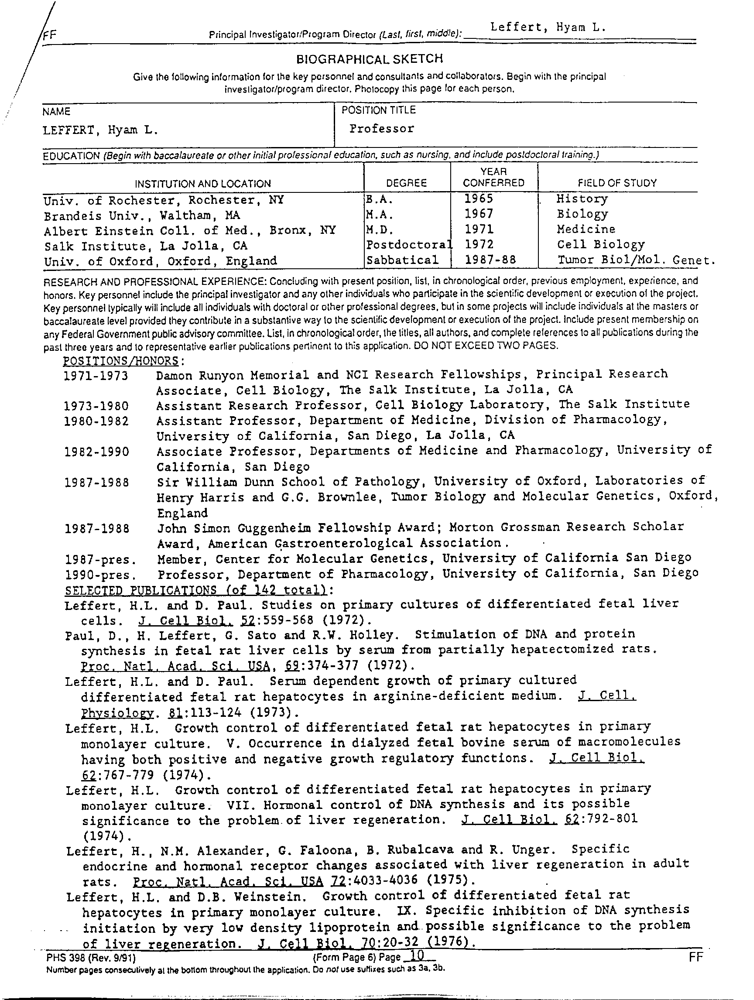 FF
Principal Investigator/Program Director (Last, first, middle): Leffert, Hyam L.
BIOGRAPHICAL SKETCH
Give the following information for the key personnel and consultants and collaborators. Begin with the principal
investigator/program director. Photocopy this page for each person.
NAME
POSITION TITLE
LEFFERT, Hyam L.
Professor
EDUCATION (Begin with baccalaureate or other initial professional education, such as nursing, and include postdoctoral training.)
INSTITUTION AND LOCATION DEGREE YEAR CONFERRED FIELD OF STUDY
Univ. of Rochester, Rochester, NY B.A. 1965 History
Brandeis Univ., Waltham, MA M.A. 1967 Biology
Albert Einstein Coll. of Med., Bronx, NY M.D. 1971 Medicine
Salk Institute, La Jolla, CA Postdoctoral 1972 Cell Biology
Univ. of Oxford, Oxford, England Sabbatical 1987-88 Tumor Biol/Mol. Genet.
RESEARCH AND PROFESSIONAL EXPERIENCE: Concluding with present position, list, in chronological order, previous employment, experience, and
honors. Key personnel include the principal investigator and any other individuals who participate in the scientific development or execution of the project.
Key personnel typically will include all individuals with doctoral or other professional degrees, but in some projects will include individuals at the masters or
baccalaureate level provided they contribute in a substantive way to the scientific development or execution of the project. Include present membership on
any Federal Government public advisory committee. List, in chronological order, the titles, all authors, and complete references to all publications during the
past three years and to representative earlier publications pertinent to this application. DO NOT EXCEED TWO PAGES.
POSITIONS/HONORS:
1971-1973 Damon Runyon Memorial and NCI Research Fellowships, Principal Research
Associate, Cell Biology, The Salk Institute, La Jolla, CA
1973-1980 Assistant Research Professor, Cell Biology Laboratory, The Salk Institute
1980-1982 Assistant Professor, Department of Medicine, Division of Pharmacology,
University of California, San Diego, La Jolla, CA
1982-1990 Associate Professor, Departments of Medicine and Pharmacology, University of
California, San Diego
1987-1988 Sir William Dunn School of Pathology, University of Oxford, Laboratories of
Henry Harris and G.G. Brownlee, Tumor Biology and Molecular Genetics, Oxford,
England
1987-1988 John Simon Guggenheim Fellowship Award; Morton Grossman Research Scholar
Award, American Gastroenterological Association.
1987-pres. Member, Center for Molecular Genetics, University of California San Diego
1990-pres. Professor, Department of Pharmacology, University of California, San Diego
SELECTED PUBLICATIONS (of 142 total):
Leffert, H.L. and D. Paul. Studies on primary cultures of differentiated fetal liver
cells. J. Cell Biol. 52:559-568 (1972).
Paul, D., H. Leffert, G. Sato and R.W. Holley. Stimulation of DNA and protein
synthesis in fetal rat liver cells by serum from partially hepatectomized rats.
Proc. Natl. Acad. Sci. USA, 69:374-377 (1972).
Leffert, H.L. and D. Paul. Serum dependent growth of primary cultured
differentiated fetal rat hepatocytes in arginine-deficient medium. J. Cell.
Physiology. 81:113-124 (1973).
Leffert, H.L. Growth control of differentiated fetal rat hepatocytes in primary
monolayer culture. V. Occurrence in dialyzed fetal bovine serum of macromolecules
having both positive and negative growth regulatory functions. J. Cell Biol.
62:767-779 (1974).
Leffert, H.L. Growth control of differentiated fetal rat hepatocytes in primary
monolayer culture. VII. Hormonal control of DNA synthesis and its possible
significance to the problem of liver regeneration. J. Cell Biol. 62:792-801
(1974).
Leffert, H., N.M. Alexander, G. Faloona, B. Rubalcava and R. Unger. Specific
endocrine and hormonal receptor changes associated with liver regeneration in adult
rats. Proc. Natl. Acad. Sci. USA 72:4033-4036 (1975).
Leffert, H.L. and D.B. Weinstein. Growth control of differentiated fetal rat
hepatocytes in primary monolayer culture. IX. Specific inhibition of DNA synthesis
initiation by very low density lipoprotein and possible significance to the problem
of liver regeneration. J. Cell Biol. 70:20-32 (1976).
PHS 398 (Rev. 9/91) (Form Page 6) Page 10 FF
Number pages consecutively at the bottom throughout the application. Do not use suffixes such as 3a, 3b.